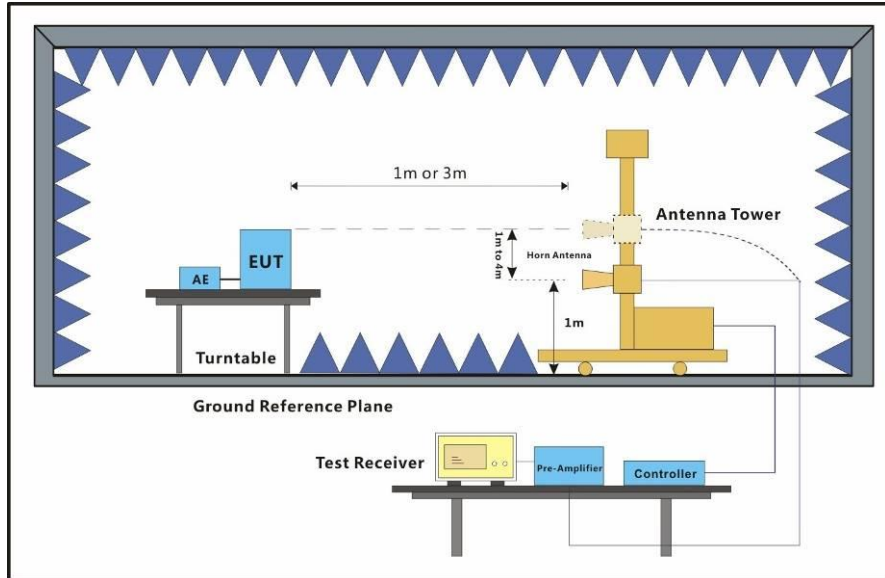 1m or 3m
Antenna Tower
1m to 4m
Horn Antenna
EUT
AE
1m
Turntable
Ground Reference Plane
Test Receiver
Pre-Amplifier
Controller